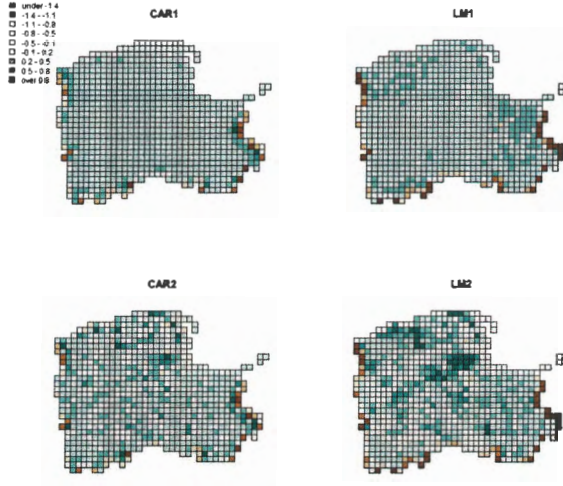 under -1.4
-1.4 - -1.1
-1.1 - -0.8
-0.8 - -0.5
-0.5 - -0.1
-0.1 - 0.2
0.2 - 0.5
0.5 - 0.8
over 0.8
CAR1
LM1
CAR2
LM2